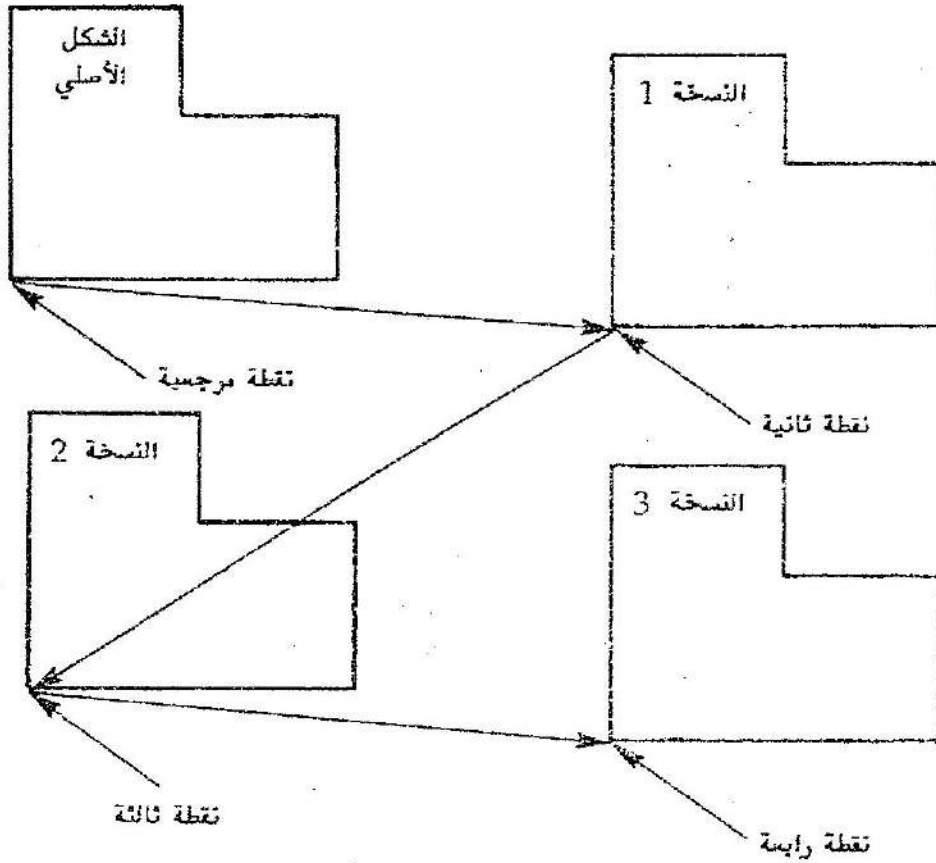 الشكل
الأصلي
النسخة 1
نقطة مرجعية
نقطة ثانية
النسخة 2
النسخة 3
نقطة ثالثة
نقطة رابعة